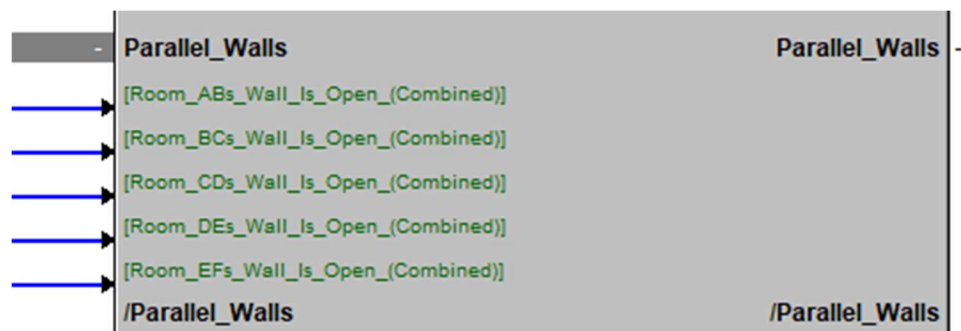 - Parallel_Walls Parallel_Walls -
[Room_ABs_Wall_Is_Open_(Combined)]
[Room_BCs_Wall_Is_Open_(Combined)]
[Room_CDs_Wall_Is_Open_(Combined)]
[Room_DEs_Wall_Is_Open_(Combined)]
[Room_EFs_Wall_Is_Open_(Combined)]
/Parallel_Walls /Parallel_Walls